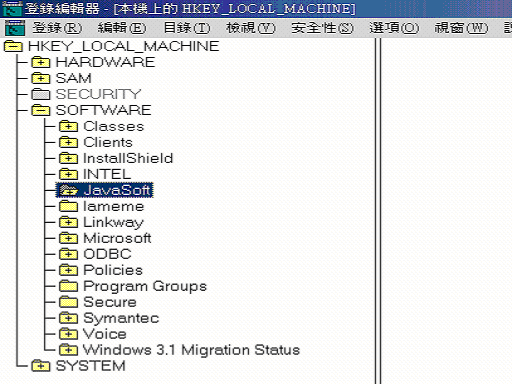 登錄編輯器 - [本機上的 HKEY_LOCAL_MACHINE]
登錄(R) 編輯(E) 目錄(T) 檢視(V) 安全性(S) 選項(O) 視窗(W)
HKEY_LOCAL_MACHINE
HARDWARE
SAM
SECURITY
SOFTWARE
Classes
Clients
InstallShield
INTEL
JavaSoft
lameme
Linkway
Microsoft
ODBC
Policies
Program Groups
Secure
Symantec
Voice
Windows 3.1 Migration Status
SYSTEM